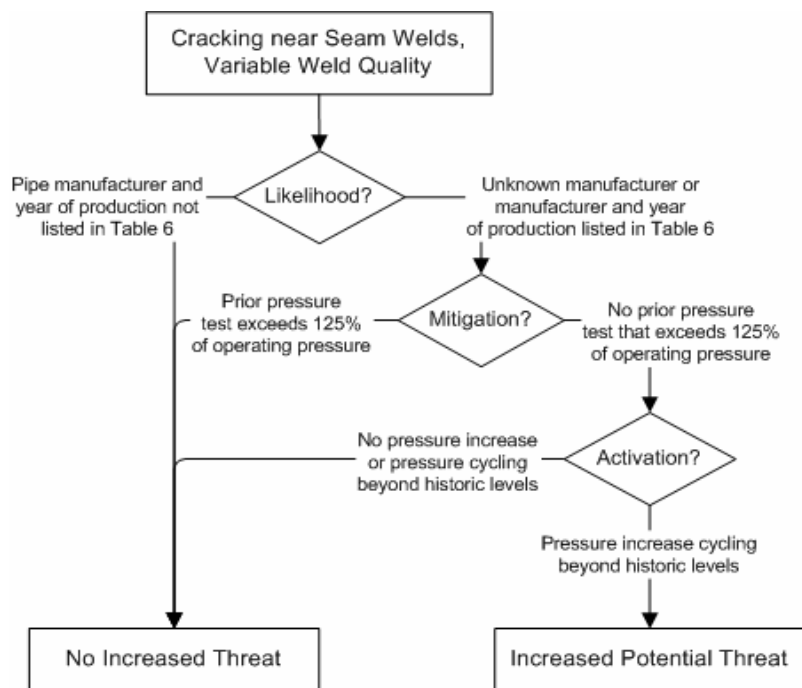 Cracking near Seam Welds,
Variable Weld Quality
Likelihood?
Pipe manufacturer and
year of production not
listed in Table 6
Unknown manufacturer or
manufacturer and year
of production listed in Table 6
Mitigation?
Prior pressure
test exceeds 125%
of operating pressure
No prior pressure
test that exceeds 125%
of operating pressure
Activation?
No pressure increase
or pressure cycling
beyond historic levels
Pressure increase cycling
beyond historic levels
No Increased Threat
Increased Potential Threat